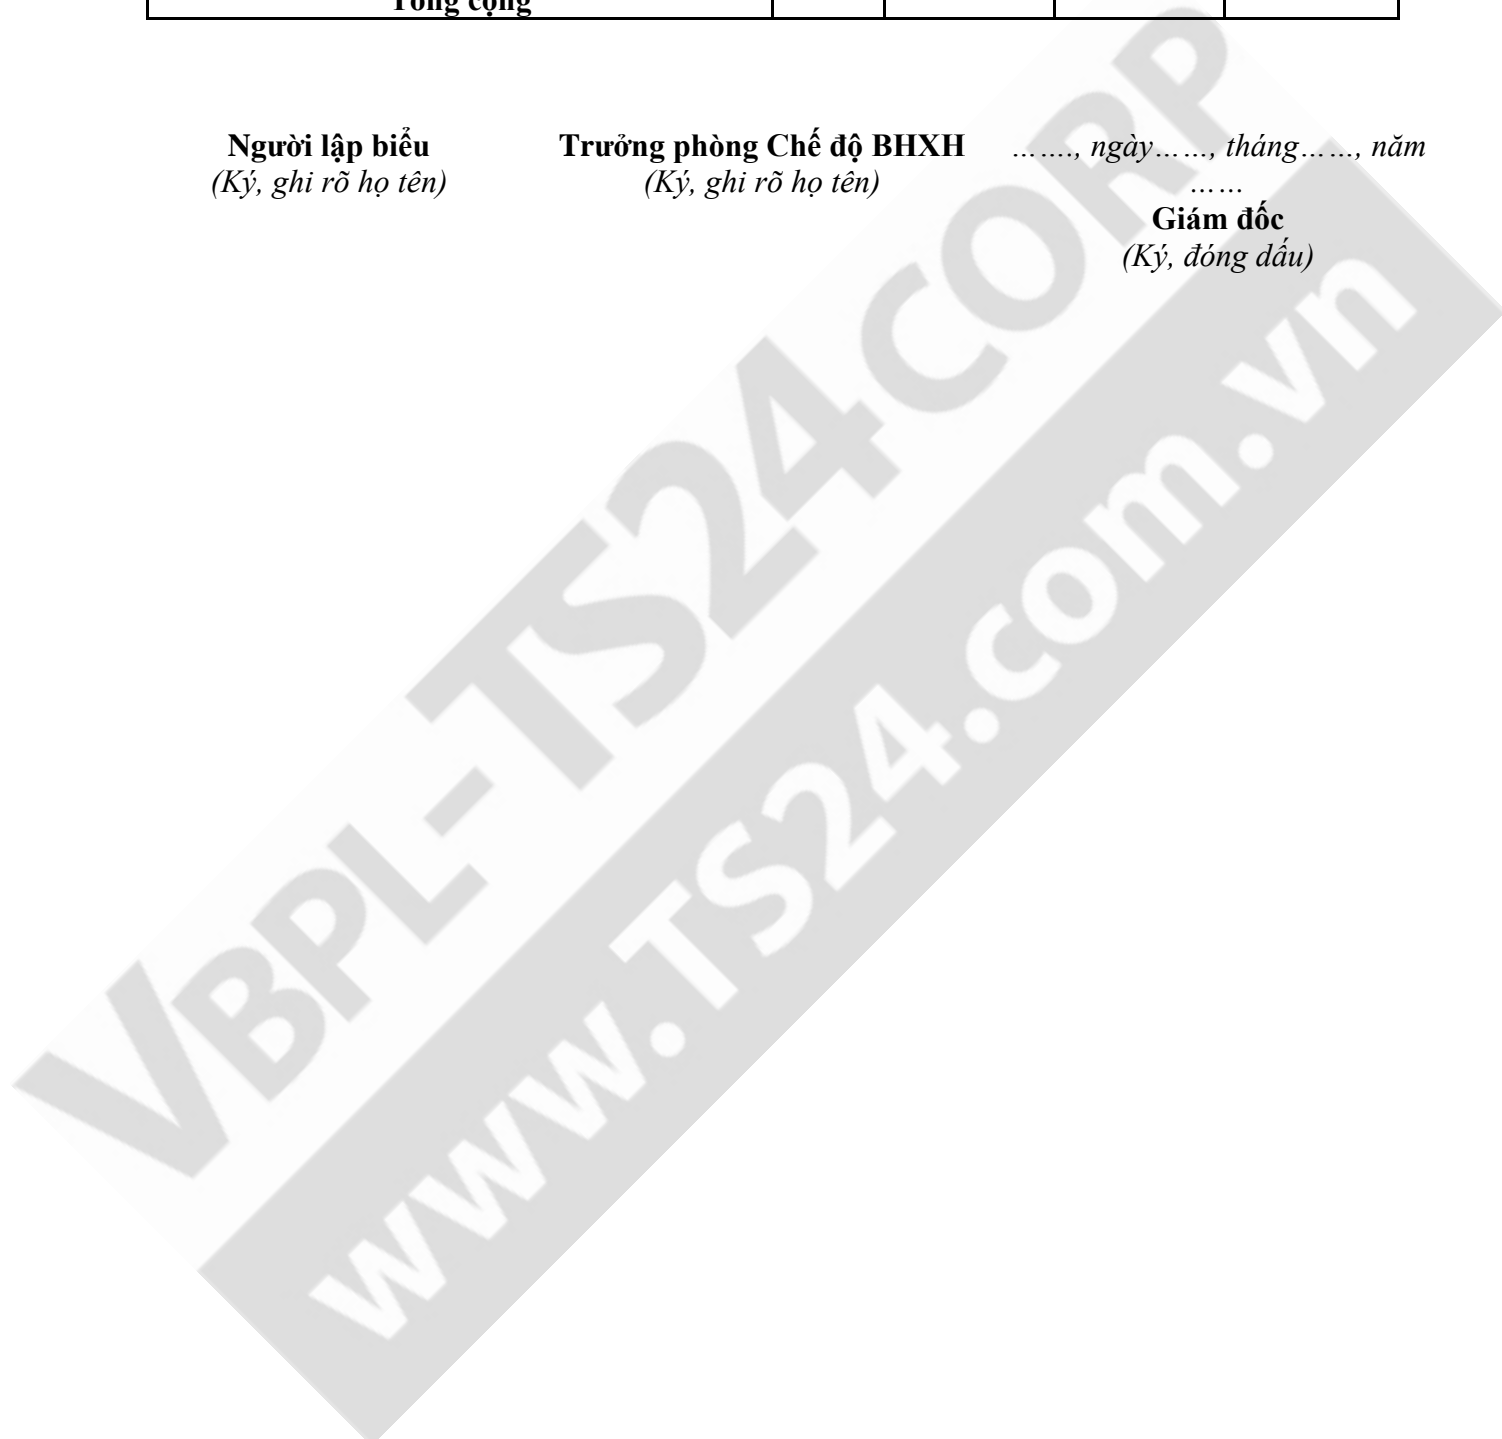 Tổng cộng
Người lập biểu
(Ký, ghi rõ họ tên)
Trưởng phòng Chế độ BHXH
(Ký, ghi rõ họ tên)
……., ngày……, tháng……, năm
……
Giám đốc
(Ký, đóng dấu)
VBPL-TS24CORP
www.TS24.com.vn